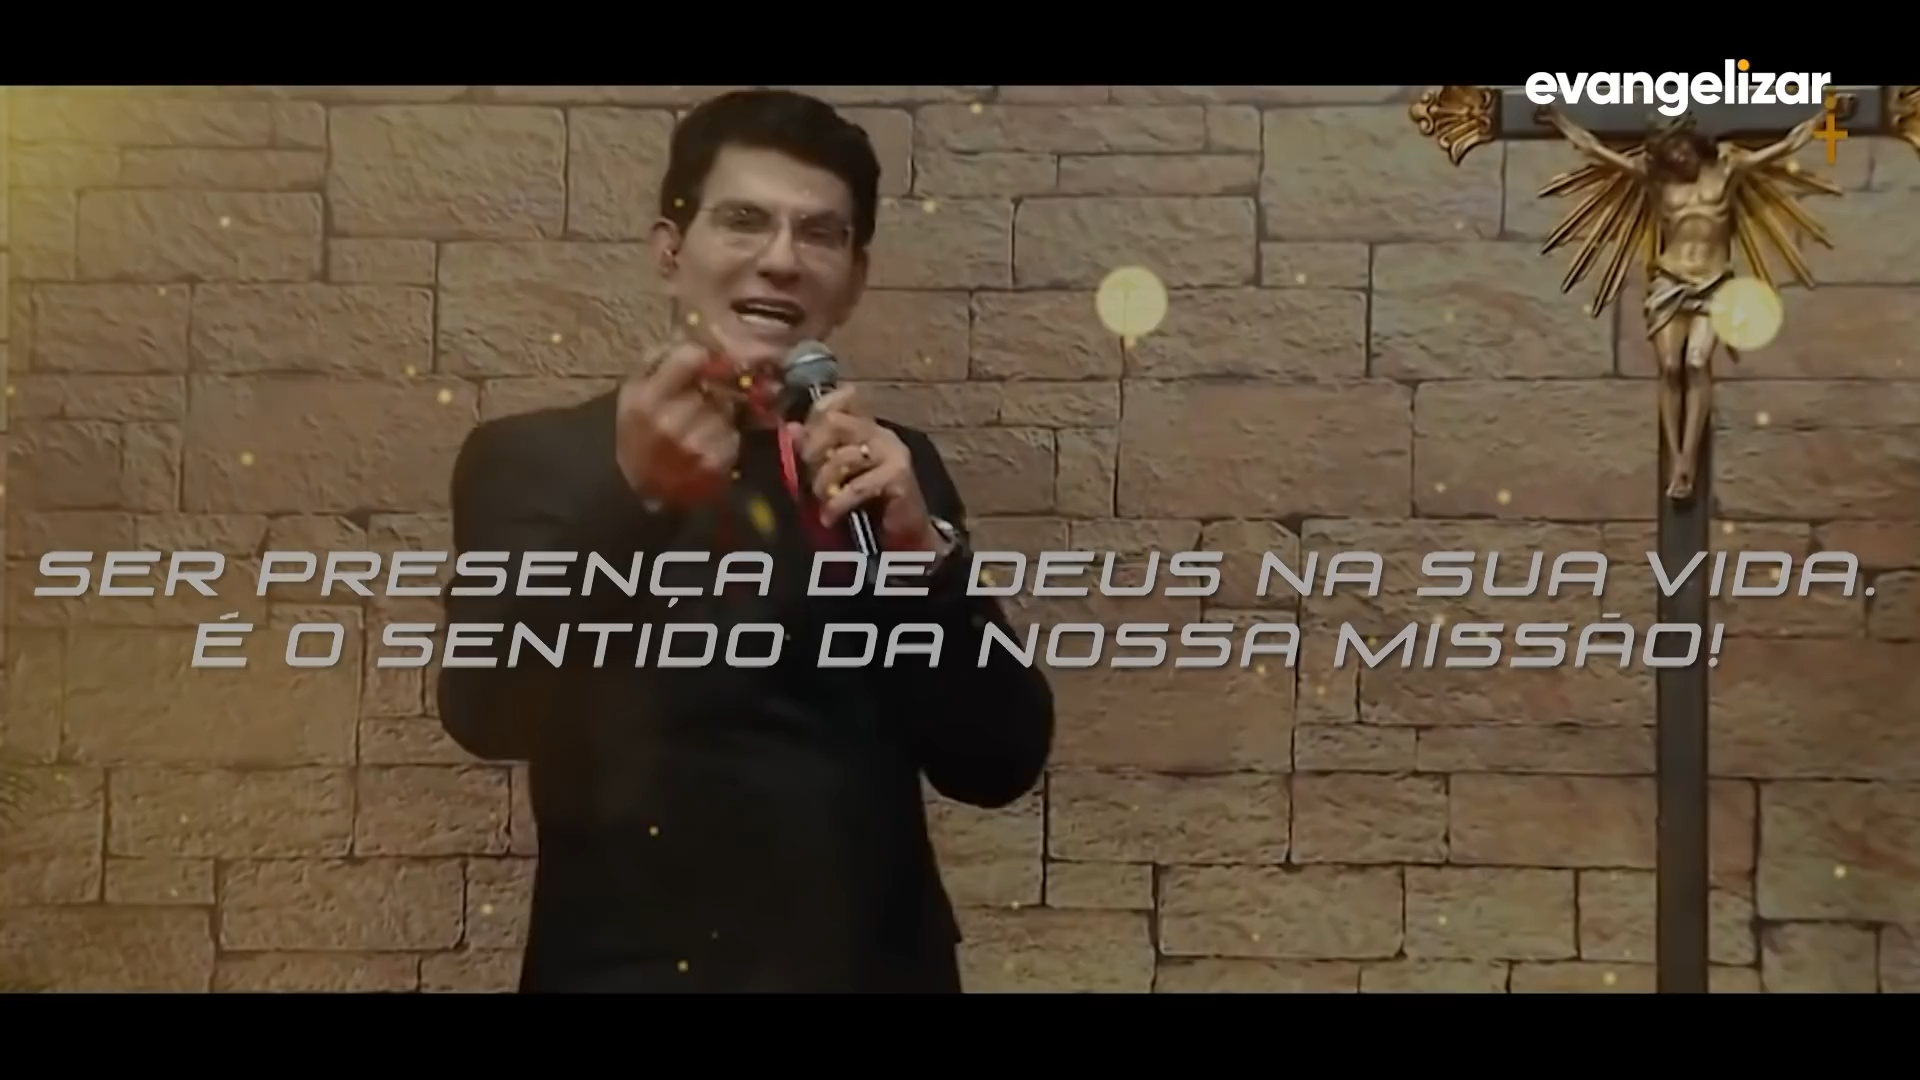 evangelizar
SER PRESENÇA DE DEUS NA SUA VIDA.
É O SENTIDO DA NOSSA MISSÃO!